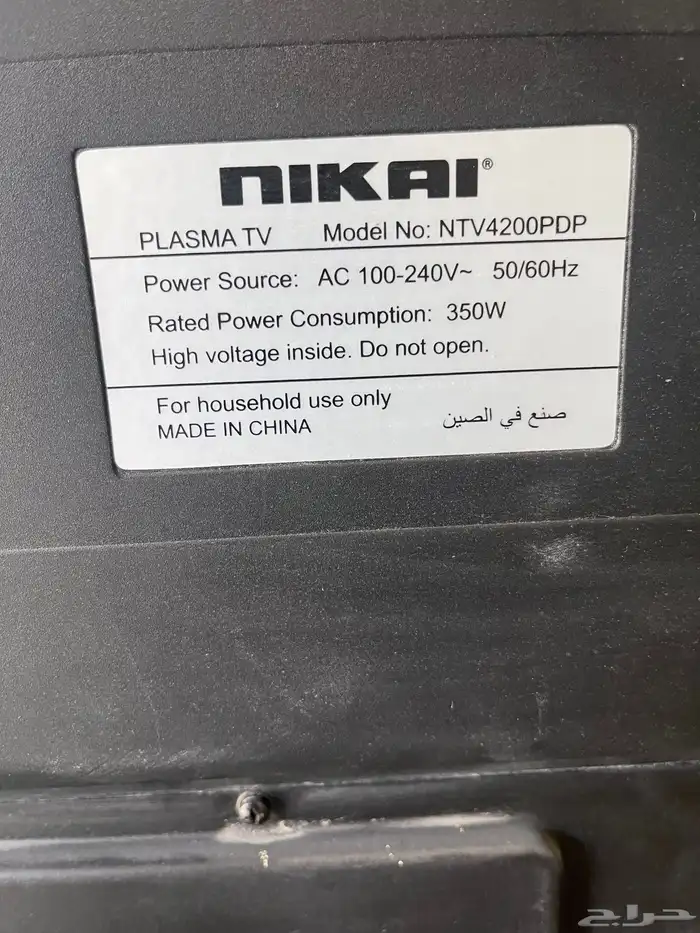 NIKAI®
PLASMA TV Model No: NTV4200PDP
Power Source: AC 100-240V~ 50/60Hz
Rated Power Consumption: 350W
High voltage inside. Do not open.
For household use only
MADE IN CHINA صنع في الصين
حراج